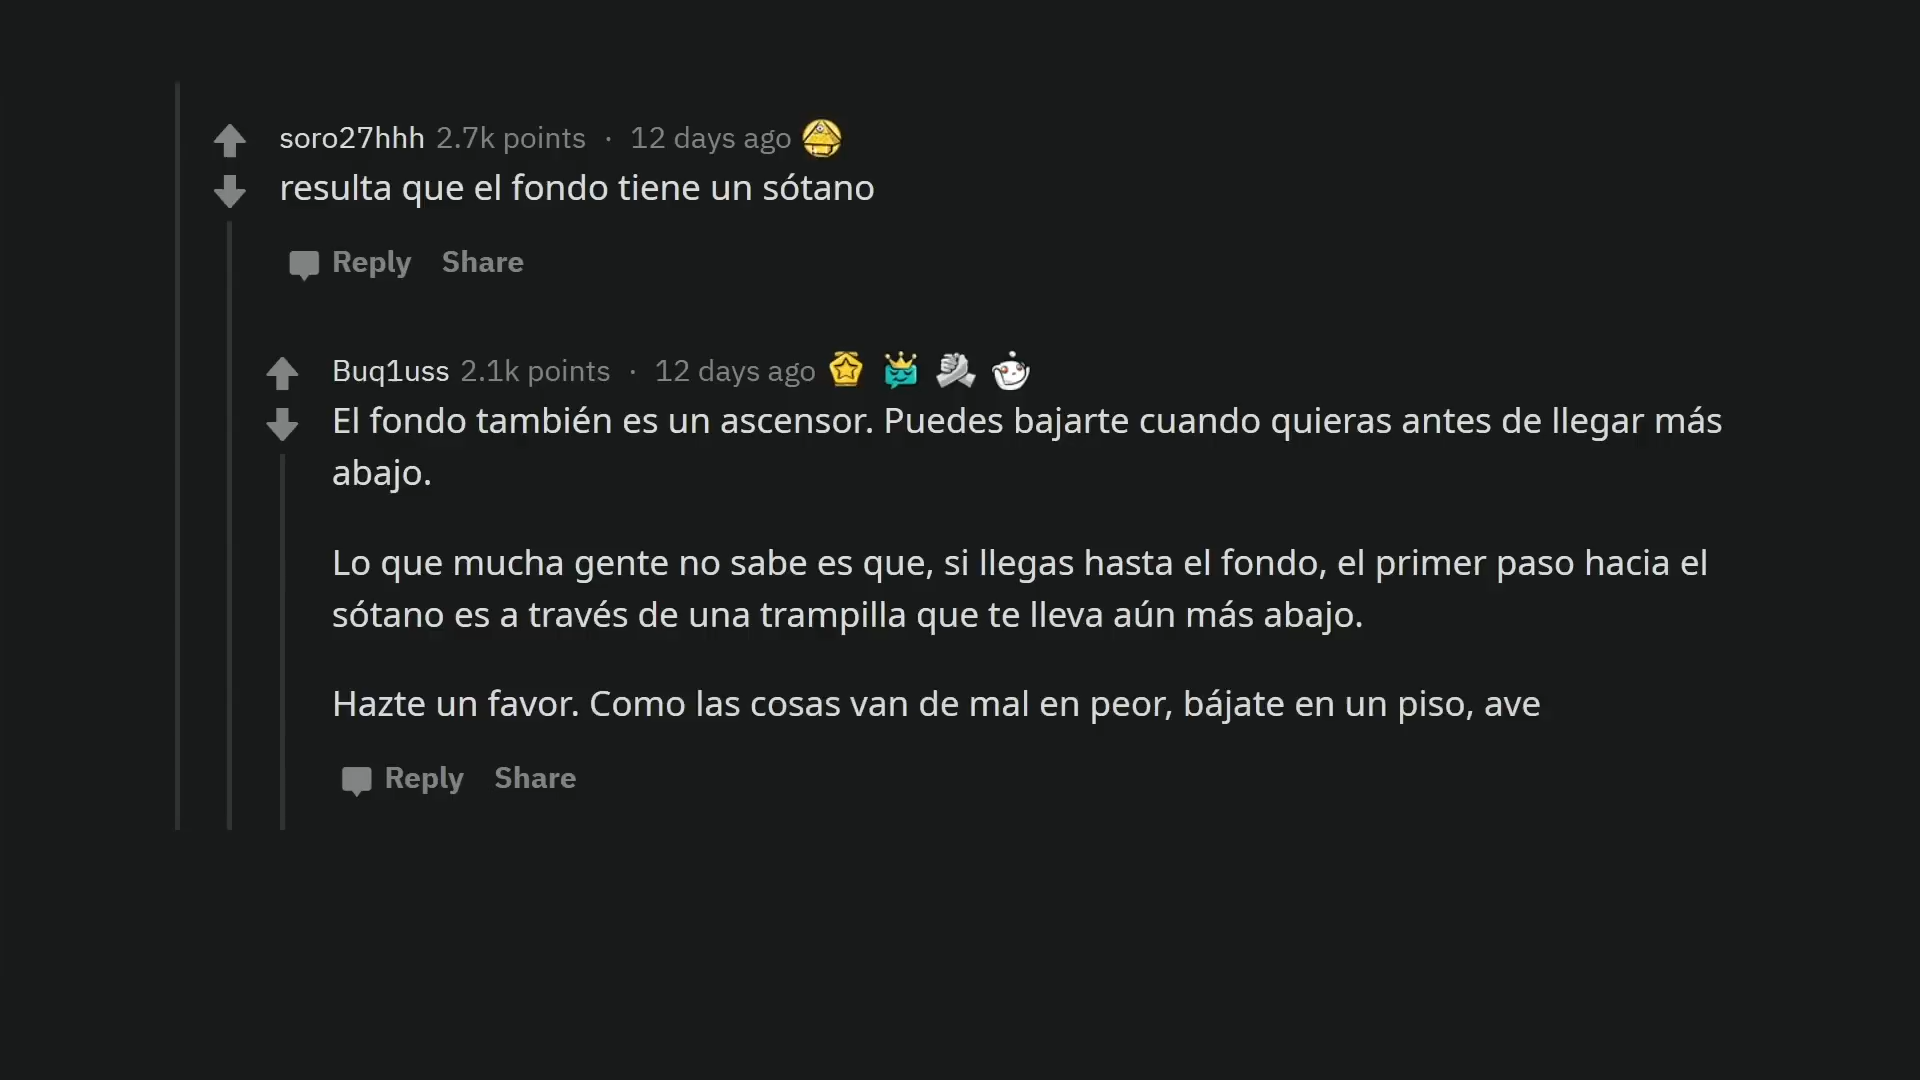 soro27hhh 2.7k points · 12 days ago
resulta que el fondo tiene un sótano
Reply Share
Buq1uss 2.1k points · 12 days ago
El fondo también es un ascensor. Puedes bajarte cuando quieras antes de llegar más
abajo.
Lo que mucha gente no sabe es que, si llegas hasta el fondo, el primer paso hacia el
sótano es a través de una trampilla que te lleva aún más abajo.
Hazte un favor. Como las cosas van de mal en peor, bájate en un piso, ave
Reply Share